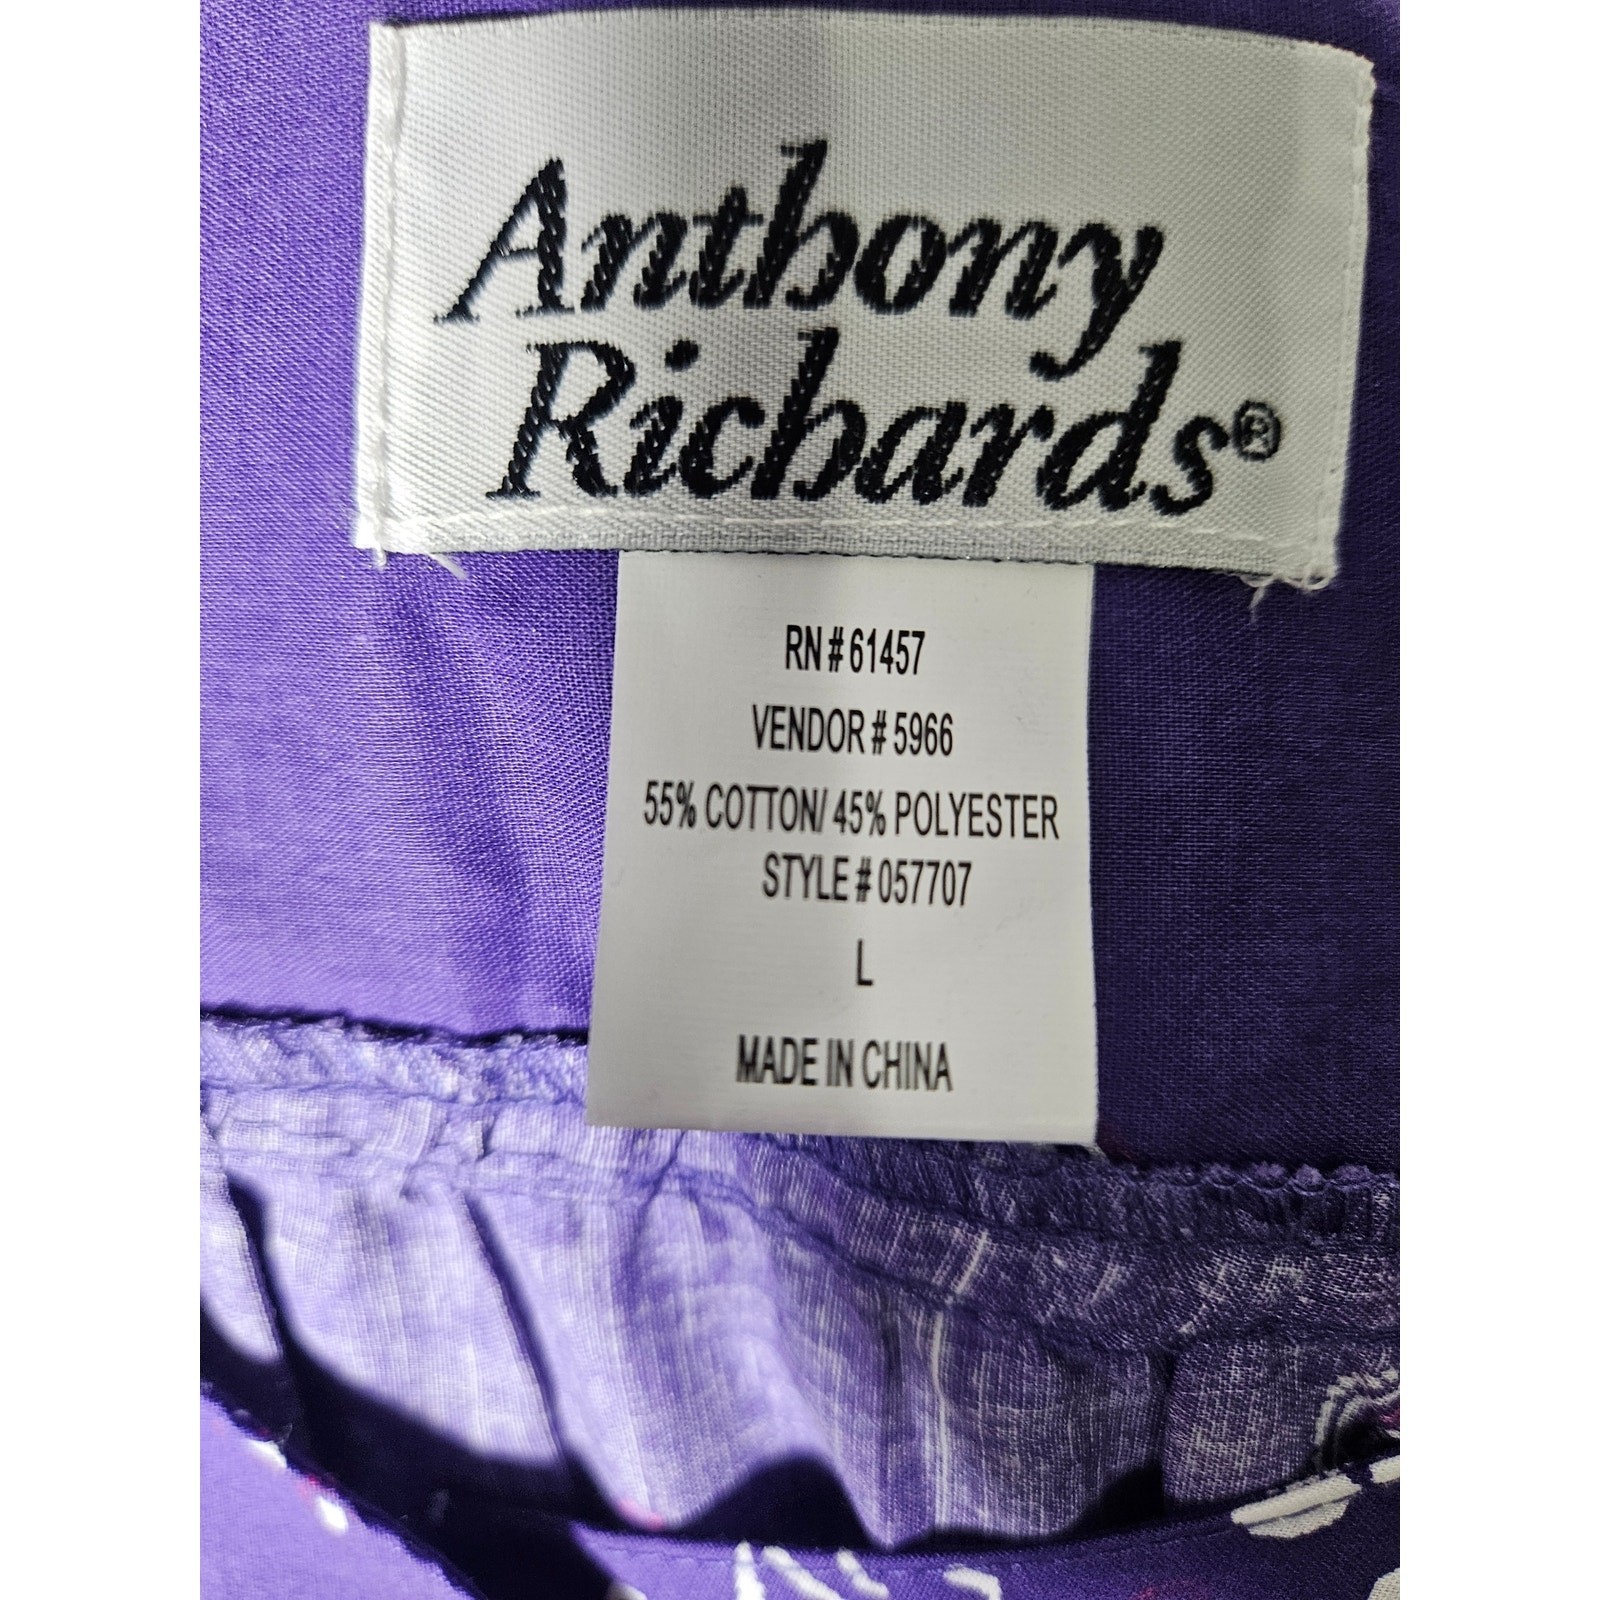 Anthony
Richards®
RN # 61457
VENDOR # 5966
55% COTTON/ 45% POLYESTER
STYLE # 057707
L
MADE IN CHINA